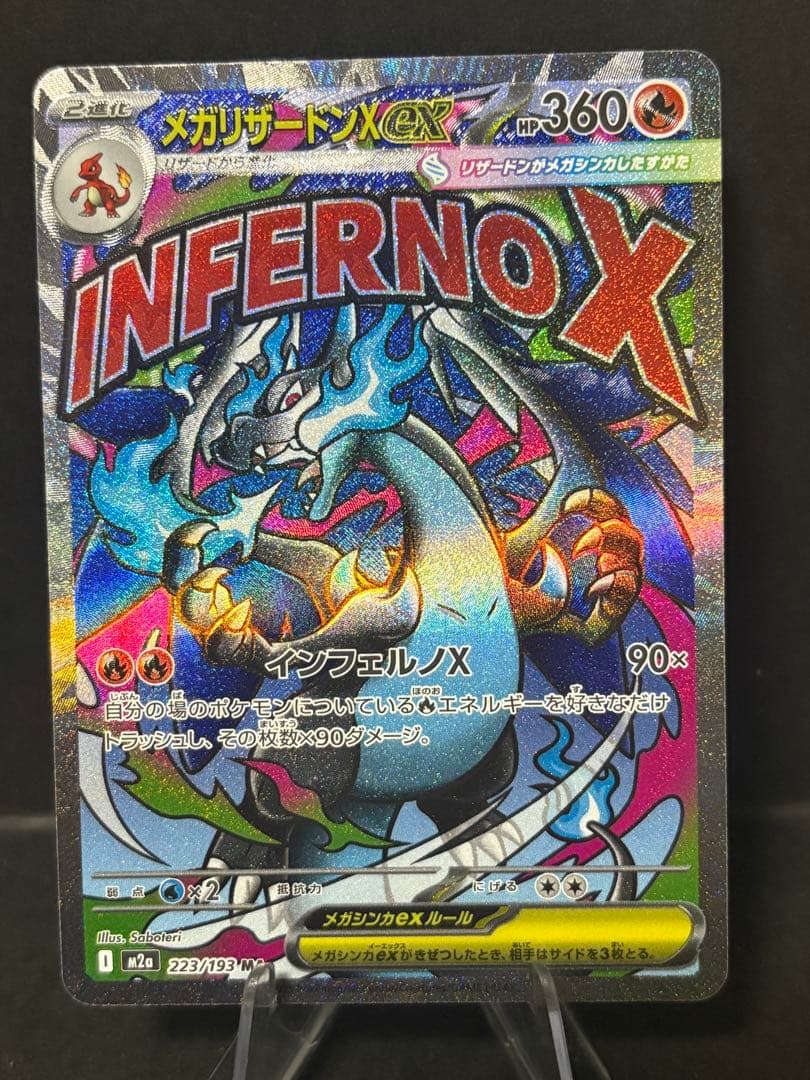 2進化
メガリザードンXex
HP360
リザードから進化
リザードンがメガシンカしたすがた
INFERNO X
インフェルノX 90×
自分の場のポケモンについているエネルギーを好きなだけ
トラッシュし、その枚数×90ダメージ。
弱点 ×2 抵抗力 にげる
メガシンカexルール
メガシンカexがきぜつしたとき、相手はサイドを3枚とる。
Illus. Saboteri
I M2a 223/193 MA